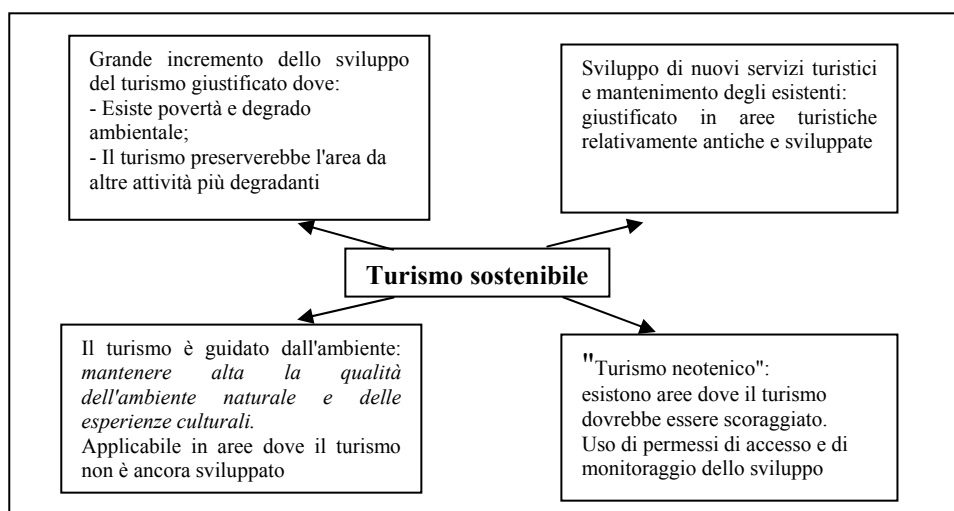 Grande incremento dello sviluppo
del turismo giustificato dove:
- Esiste povertà e degrado
ambientale;
- Il turismo preserverebbe l'area da
altre attività più degradanti
Sviluppo di nuovi servizi turistici
e mantenimento degli esistenti:
giustificato in aree turistiche
relativamente antiche e sviluppate
Turismo sostenibile
Il turismo è guidato dall'ambiente:
mantenere alta la qualità
dell'ambiente naturale e delle
esperienze culturali.
Applicabile in aree dove il turismo
non è ancora sviluppato
"Turismo neotenico":
esistono aree dove il turismo
dovrebbe essere scoraggiato.
Uso di permessi di accesso e di
monitoraggio dello sviluppo